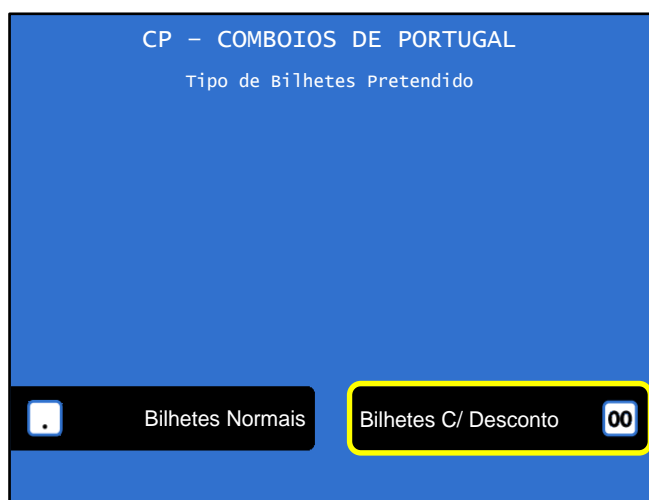 CP – COMBOIOS DE PORTUGAL
Tipo de Bilhetes Pretendido
. Bilhetes Normais
Bilhetes C/ Desconto 00